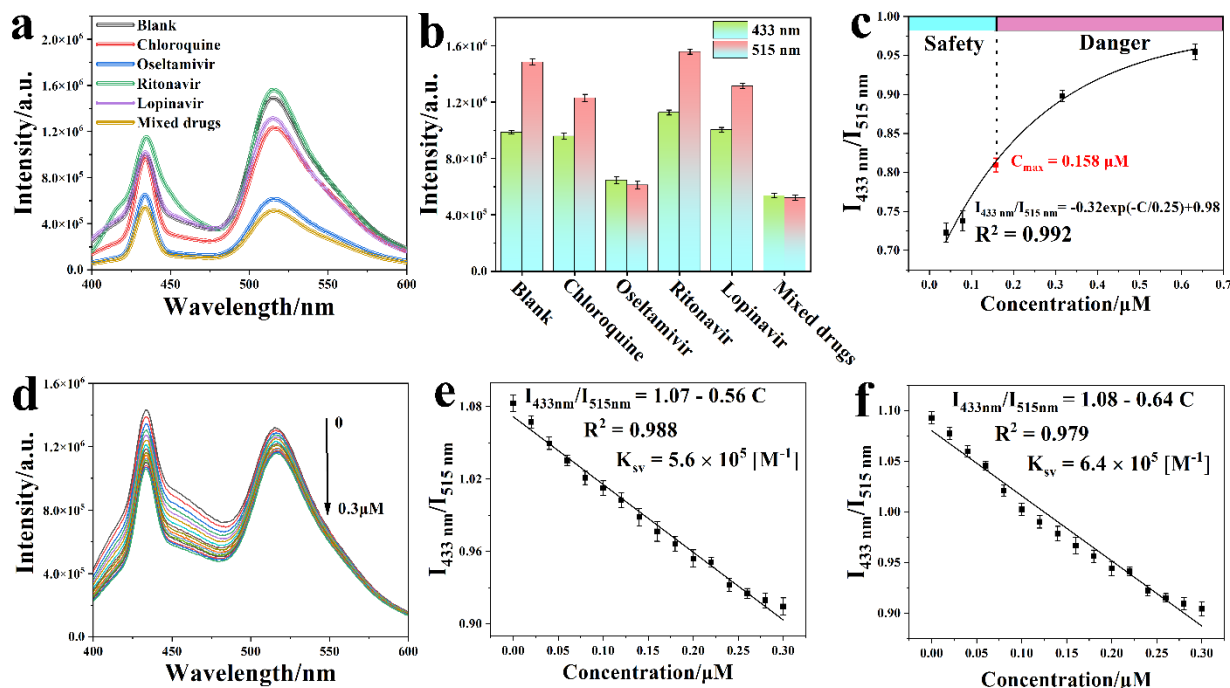 a
Blank
Chloroquine
Oseltamivir
Ritonavir
Lopinavir
Mixed drugs
Intensity/a.u.
2.0×10⁶
1.6×10⁶
1.2×10⁶
8.0×10⁵
4.0×10⁵
0.0
400 450 500 550 600
Wavelength/nm
b
433 nm
515 nm
Intensity/a.u.
1.6×10⁶
1.2×10⁶
8.0×10⁵
4.0×10⁵
0.0
Blank
Chloroquine
Oseltamivir
Ritonavir
Lopinavir
Mixed drugs
c
Safety Danger
I433 nm/I515 nm
1.00
0.95
0.90
0.85
0.80
0.75
0.70
Cmax = 0.158 μM
I433 nm/I515 nm= -0.32exp(-C/0.25)+0.98
R² = 0.992
0.0 0.1 0.2 0.3 0.4 0.5 0.6 0.7
Concentration/μM
d
Intensity/a.u.
1.6×10⁶
1.2×10⁶
8.0×10⁵
4.0×10⁵
0.0
0
0.3μM
400 450 500 550 600
Wavelength/nm
e
I433nm/I515nm = 1.07 - 0.56 C
R² = 0.988
Ksv = 5.6 × 10⁵ [M⁻¹]
I433 nm/I515 nm
1.08
1.02
0.96
0.90
0.00 0.05 0.10 0.15 0.20 0.25 0.30
Concentration/μM
f
I433nm/I515nm = 1.08 - 0.64 C
R² = 0.979
Ksv = 6.4 × 10⁵ [M⁻¹]
I433 nm/I515 nm
1.10
1.05
1.00
0.95
0.90
0.00 0.05 0.10 0.15 0.20 0.25 0.30
Concentration/μM